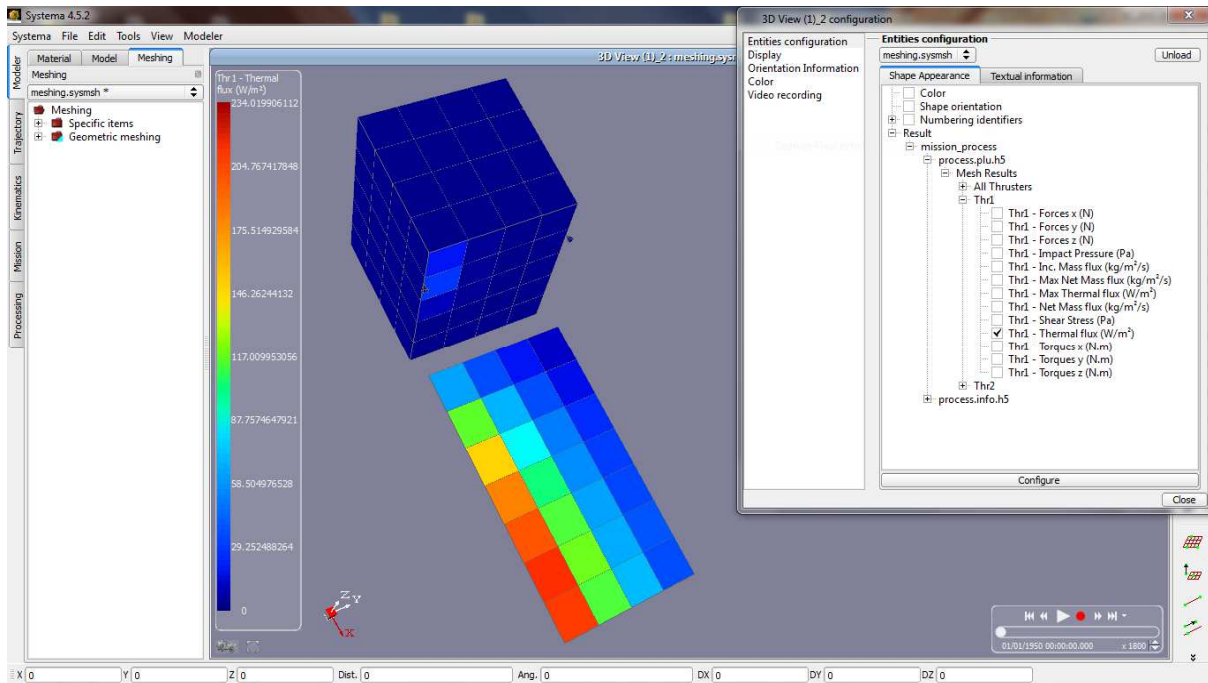 Systema 4.5.2
Systema File Edit Tools View Modeler
Modeler
Trajectory
Kinematics
Mission
Processing
Material Model Meshing
Meshing
meshing.sysmsh *
Meshing
Specific items
Geometric meshing
3D View (1)_2 : meshing.sys
Thr1 - Thermal
flux (W/m²)
234.019906112
204.767417848
175.514929584
146.26244132
117.009953056
87.7574647921
58.504976528
29.252488264
0
Z
Y
X
3D View (1)_2 configuration
Entities configuration
Display
Orientation Information
Color
Video recording
Entities configuration
meshing.sysmsh
Unload
Shape Appearance Textual information
Color
Shape orientation
Numbering identifiers
Result
mission_process
process.plu.h5
Mesh Results
All Thrusters
Thr1
Thr1 - Forces x (N)
Thr1 - Forces y (N)
Thr1 - Forces z (N)
Thr1 - Impact Pressure (Pa)
Thr1 - Inc. Mass flux (kg/m²/s)
Thr1 - Max Net Mass flux (kg/m²/s)
Thr1 - Max Thermal flux (W/m²)
Thr1 - Net Mass flux (kg/m²/s)
Thr1 - Shear Stress (Pa)
Thr1 - Thermal flux (W/m²)
Thr1 - Torques x (N.m)
Thr1 - Torques y (N.m)
Thr1 - Torques z (N.m)
Thr2
process.info.h5
Configure
Close
01/01/1950 00:00:00.000 x 1800
X 0 Y 0 Z 0 Dist. 0 Ang. 0 DX 0 DY 0 DZ 0